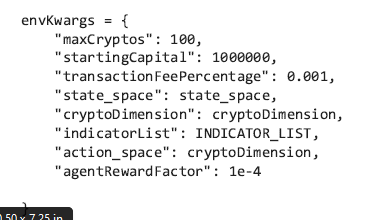 envKwargs = {
    "maxCryptos": 100,
    "startingCapital": 1000000,
    "transactionFeePercentage": 0.001,
    "state_space": state_space,
    "cryptoDimension": cryptoDimension,
    "indicatorList": INDICATOR_LIST,
    "action_space": cryptoDimension,
    "agentRewardFactor": 1e-4
}
.50 x 7.25 in